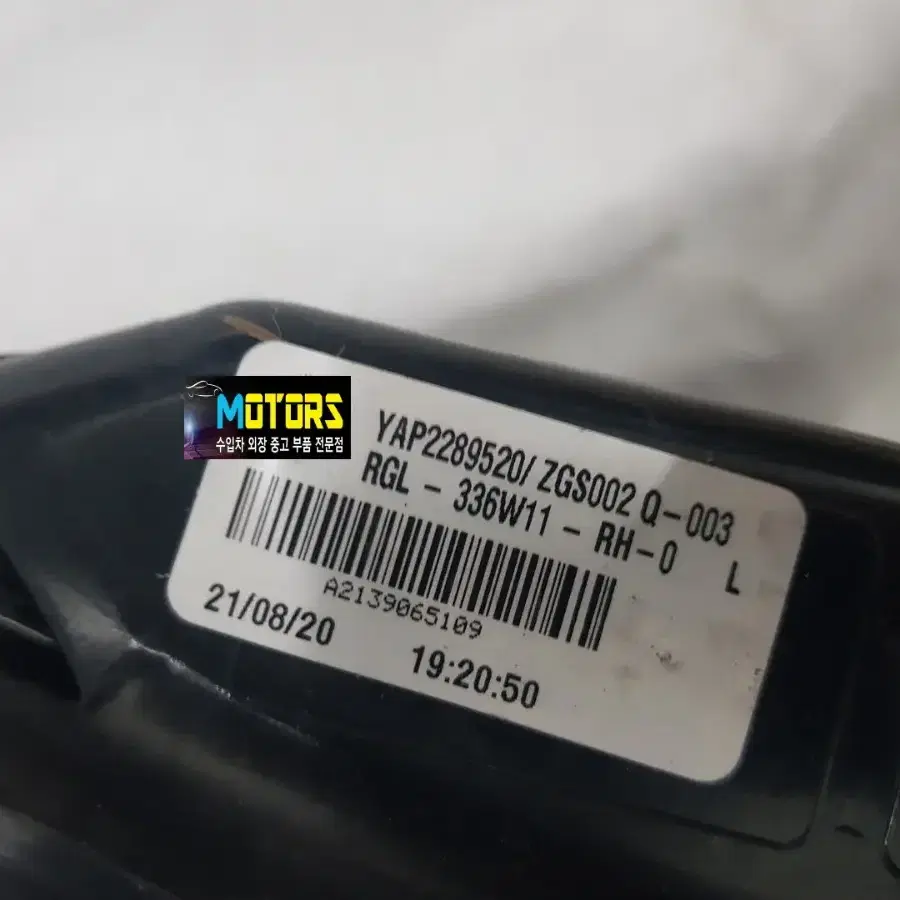 MOTORS
수입차 외장 중고 부품 전문점
YAP2289520/ZGS002 Q-003
RGL - 336W11 - RH-0 L
A2139065109
21/08/20 19:20:50